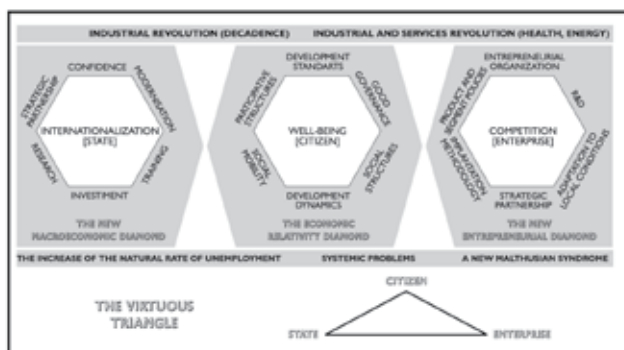 INDUSTRIAL REVOLUTION (DECADENCE)
INDUSTRIAL AND SERVICES REVOLUTION (HEALTH, ENERGY)
CONFIDENCE
STRATEGIC
PARTNERSHIP
MODERNISATION
INTERNATIONALIZATION
[STATE]
RESEARCH
TRAINING
INVESTIMENT
THE NEW
MACROECONOMIC DIAMOND
DEVELOPMENT
STANDARTS
PARTICIPATIVE
STRUCTURES
GOOD
GOVERNANCE
WELL-BEING
[CITIZEN]
SOCIAL
MOBILITY
SOCIAL
STRUCTURES
DEVELOPMENT
DYNAMICS
THE ECONOMIC
RELATIVITY DIAMOND
ENTREPRENEURIAL
ORGANIZATION
PRODUCT AND
SEGMENT POLICIES
R&D
COMPETITION
[ENTERPRISE]
IMPLANTATION
METHODOLOGY
ADAPTATION TO
LOCAL CONDITIONS
STRATEGIC
PARTNERSHIP
THE NEW
ENTREPRENEURIAL DIAMOND
THE INCREASE OF THE NATURAL RATE OF UNEMPLOYMENT
SYSTEMIC PROBLEMS
A NEW MALTHUSIAN SYNDROME
THE VIRTUOUS
TRIANGLE
CITIZEN
STATE
ENTERPRISE